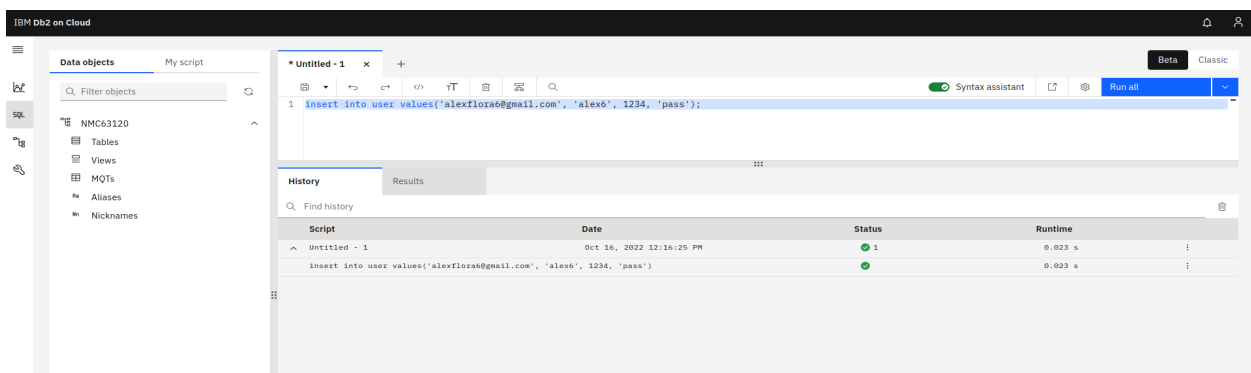 IBM Db2 on Cloud
Data objects
My script
Filter objects
SQL
NMC63120
Tables
Views
MQTs
Aliases
Nicknames
* Untitled - 1 × +
Beta
Classic
Syntax assistant
Run all
1 insert into user values('alexflora6@gmail.com', 'alex6', 1234, 'pass');
History
Results
Find history
Script Date Status Runtime
Untitled - 1 Oct 16, 2022 12:16:25 PM 1 0.023 s
insert into user values('alexflora6@gmail.com', 'alex6', 1234, 'pass') 0.023 s